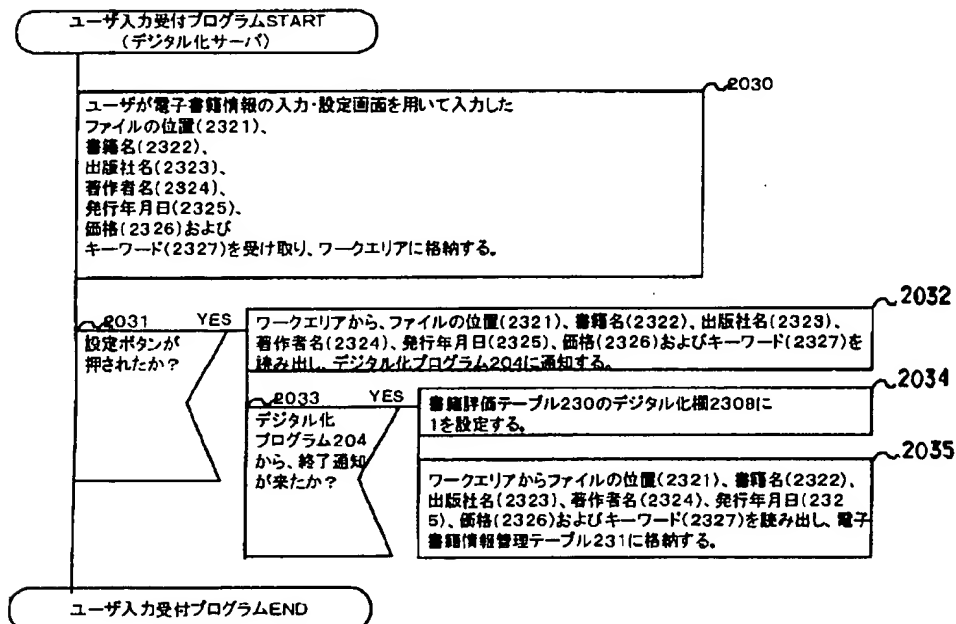 ユーザ入力受付プログラムSTART
(デジタル化サーバ)
2030
ユーザが電子書籍情報の入力・設定画面を用いて入力した
ファイルの位置(2321)、
書籍名(2322)、
出版社名(2323)、
著作者名(2324)、
発行年月日(2325)、
価格(2326)および
キーワード(2327)を受け取り、ワークエリアに格納する。
2031
YES
設定ボタンが
押されたか?
2032
ワークエリアから、ファイルの位置(2321)、書籍名(2322)、出版社名(2323)、
著作者名(2324)、発行年月日(2325)、価格(2326)およびキーワード(2327)を
読み出し、デジタル化プログラム204に通知する。
2033
YES
デジタル化
プログラム204
から、終了通知
が来たか?
2034
書籍評価テーブル230のデジタル化欄2308に
1を設定する。
2035
ワークエリアからファイルの位置(2321)、書籍名(2322)、
出版社名(2323)、著作者名(2324)、発行年月日(232
5)、価格(2326)およびキーワード(2327)を読み出し、電子
書籍情報管理テーブル231に格納する。
ユーザ入力受付プログラムEND